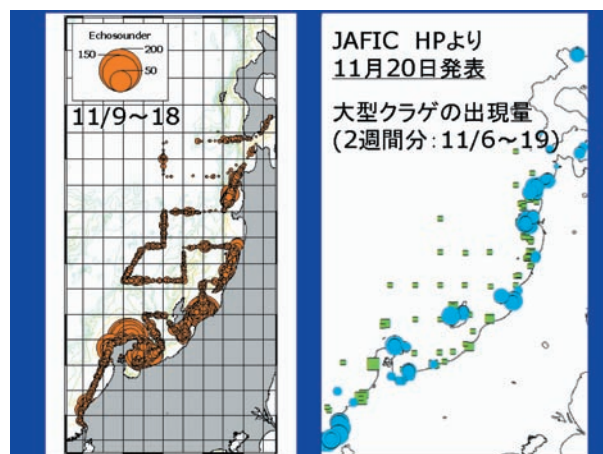 Echosounder
200
150
50
11/9～18
JAFIC HPより
11月20日発表
大型クラゲの出現量
(2週間分：11/6～19)